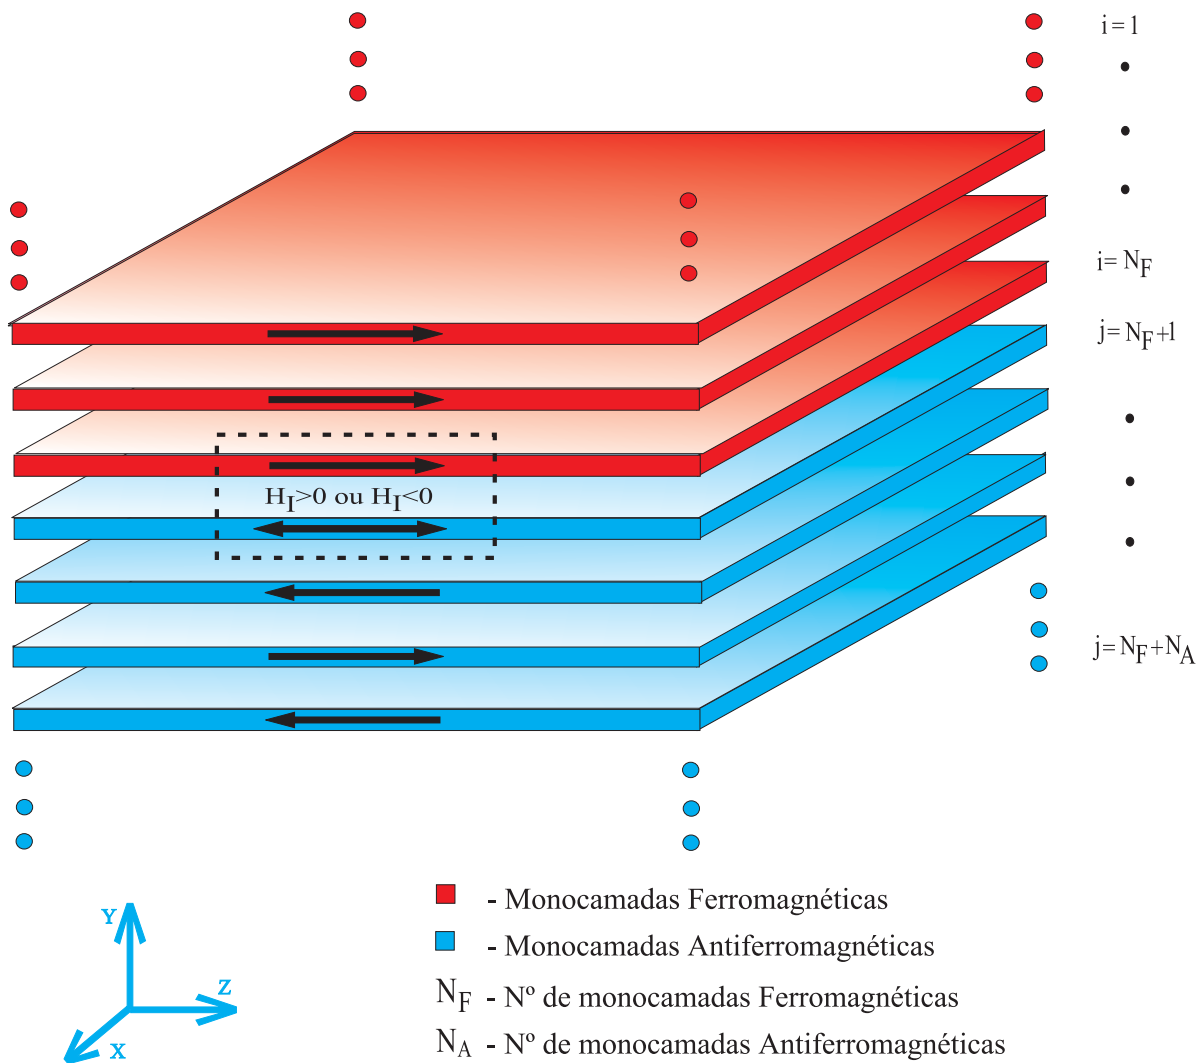 i=1
i=N_F
j=N_F+1
H_I>0 ou H_I<0
j=N_F+N_A
Y
Z
X
- Monocamadas Ferromagnéticas
- Monocamadas Antiferromagnéticas
N_F - Nº de monocamadas Ferromagnéticas
N_A - Nº de monocamadas Antiferromagnéticas